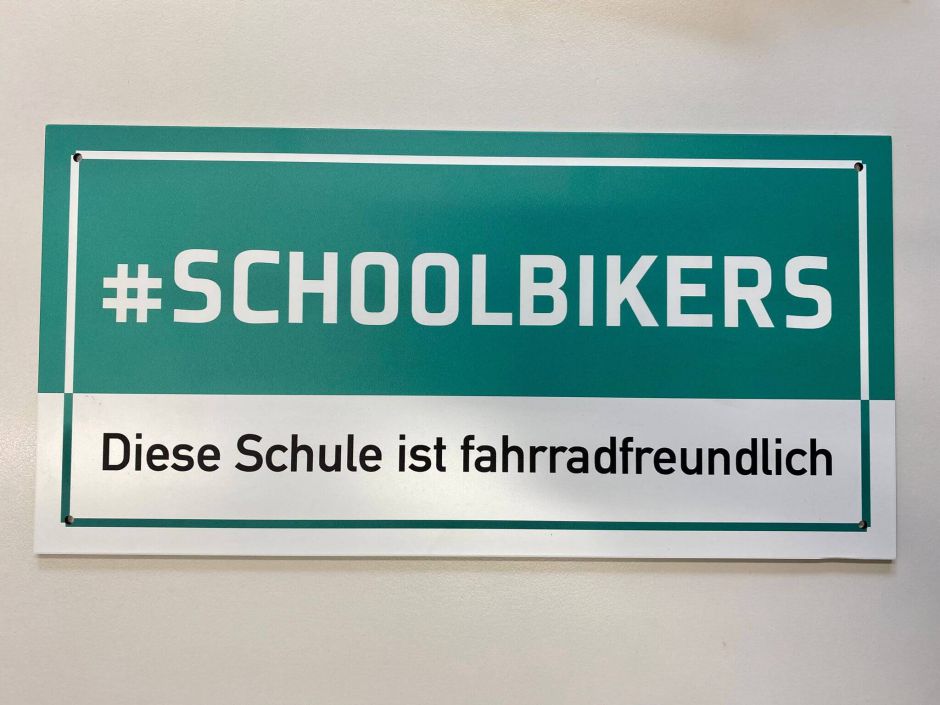 #SCHOOLBIKERS
Diese Schule ist fahrradfreundlich